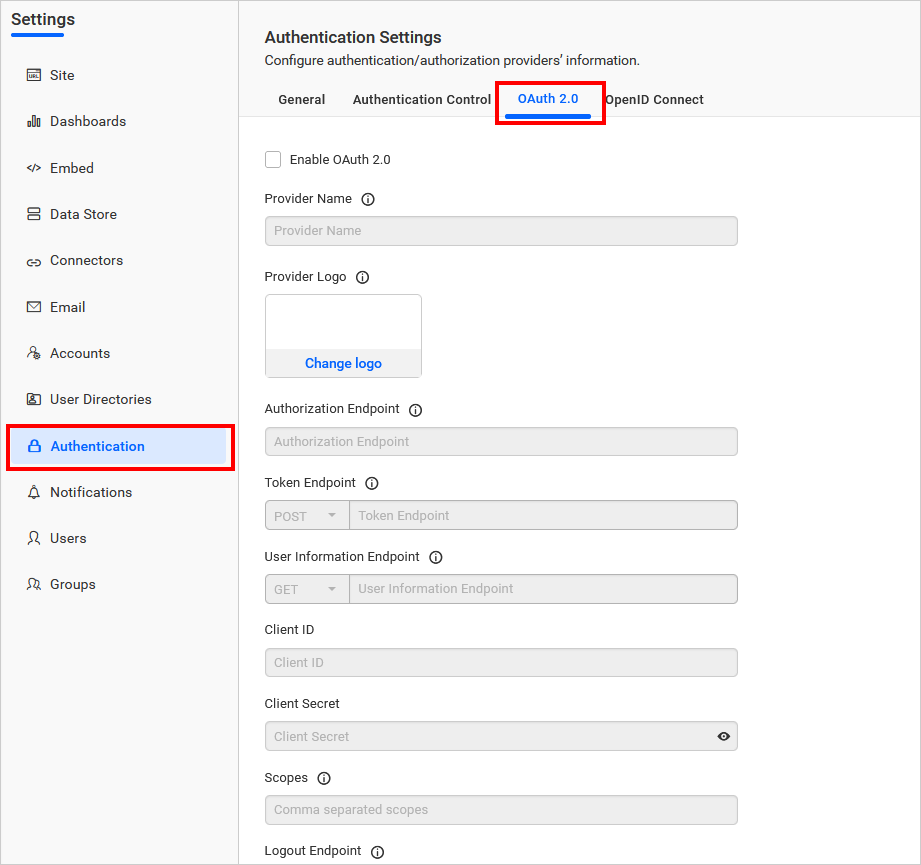 Settings
Site
Dashboards
Embed
Data Store
Connectors
Email
Accounts
User Directories
Authentication
Notifications
Users
Groups
Authentication Settings
Configure authentication/authorization providers' information.
General Authentication Control OAuth 2.0 OpenID Connect
Enable OAuth 2.0
Provider Name
Provider Name
Provider Logo
Change logo
Authorization Endpoint
Authorization Endpoint
Token Endpoint
POST Token Endpoint
User Information Endpoint
GET User Information Endpoint
Client ID
Client ID
Client Secret
Client Secret
Scopes
Comma separated scopes
Logout Endpoint